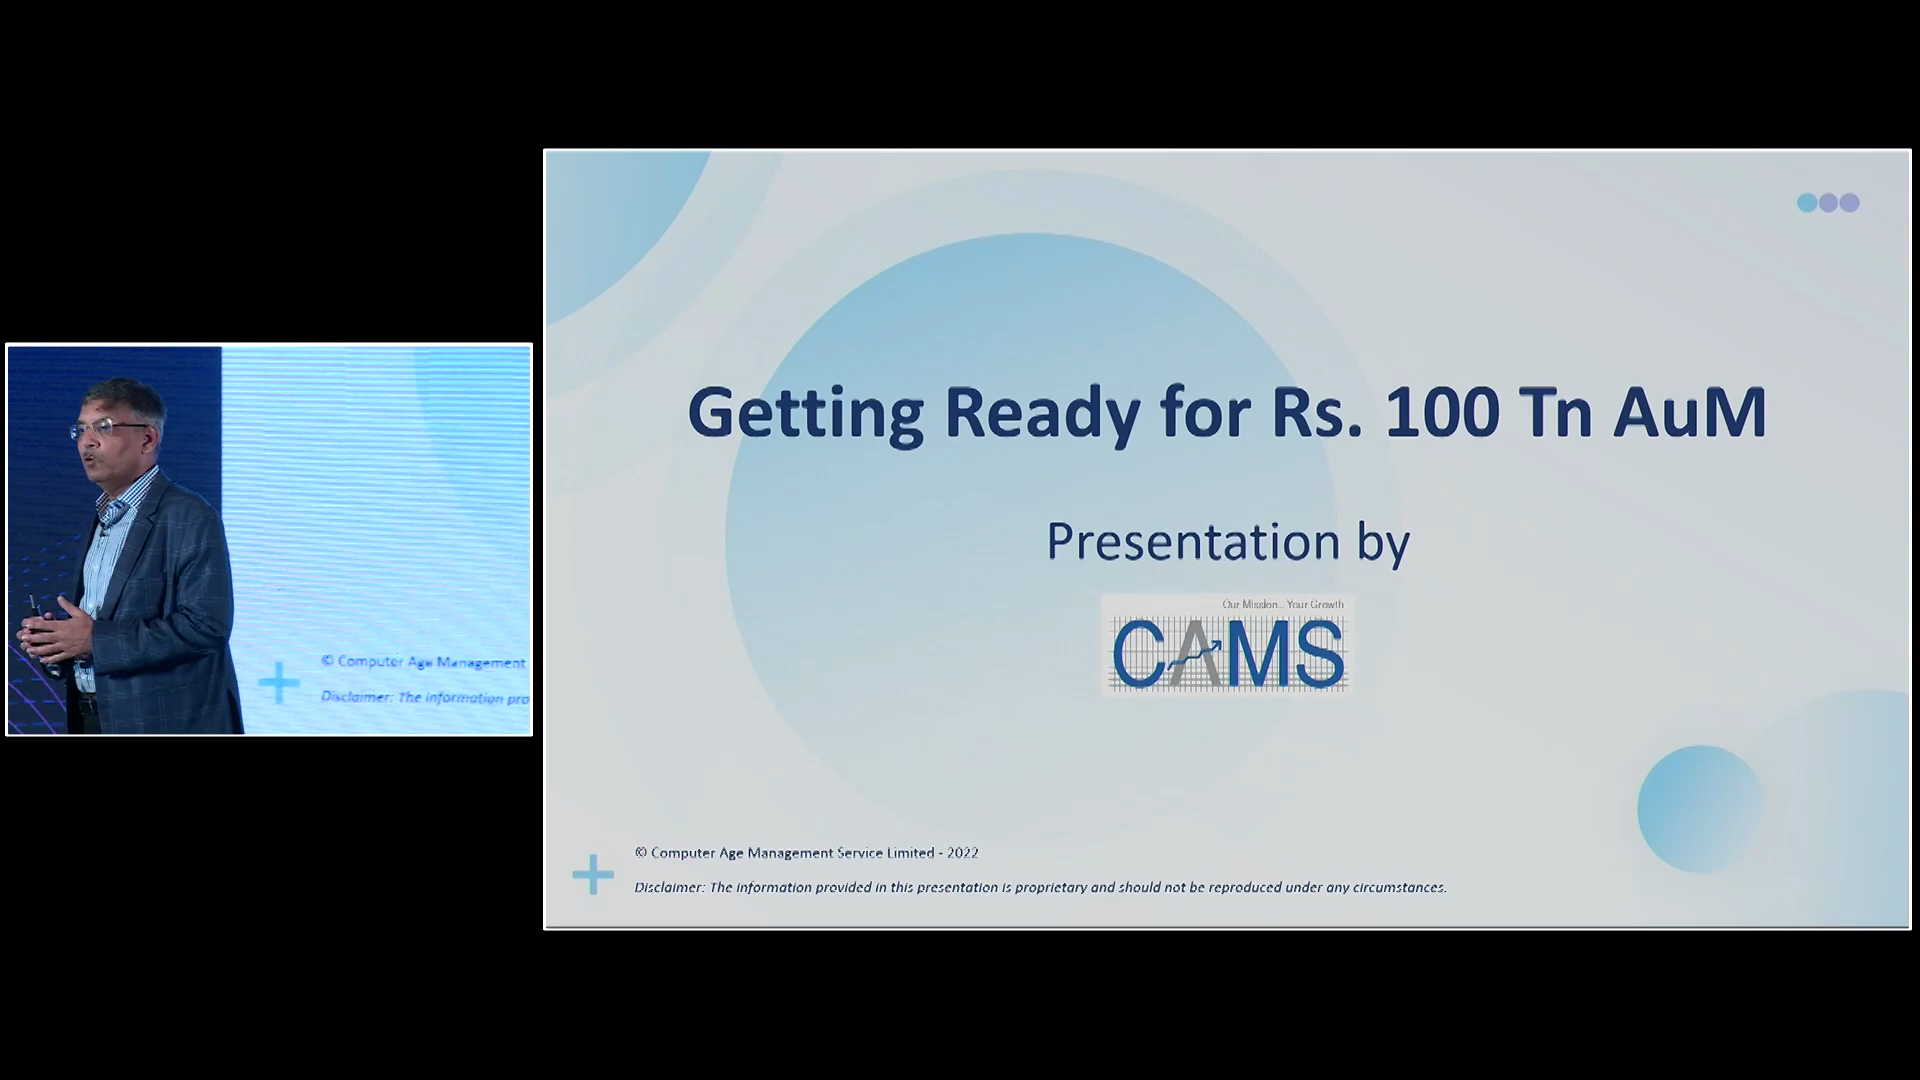 © Computer Age Management
Disclaimer: The information pro
Getting Ready for Rs. 100 Tn AuM
Presentation by
Our Mission... Your Growth
CAMS
© Computer Age Management Service Limited - 2022
Disclaimer: The information provided in this presentation is proprietary and should not be reproduced under any circumstances.